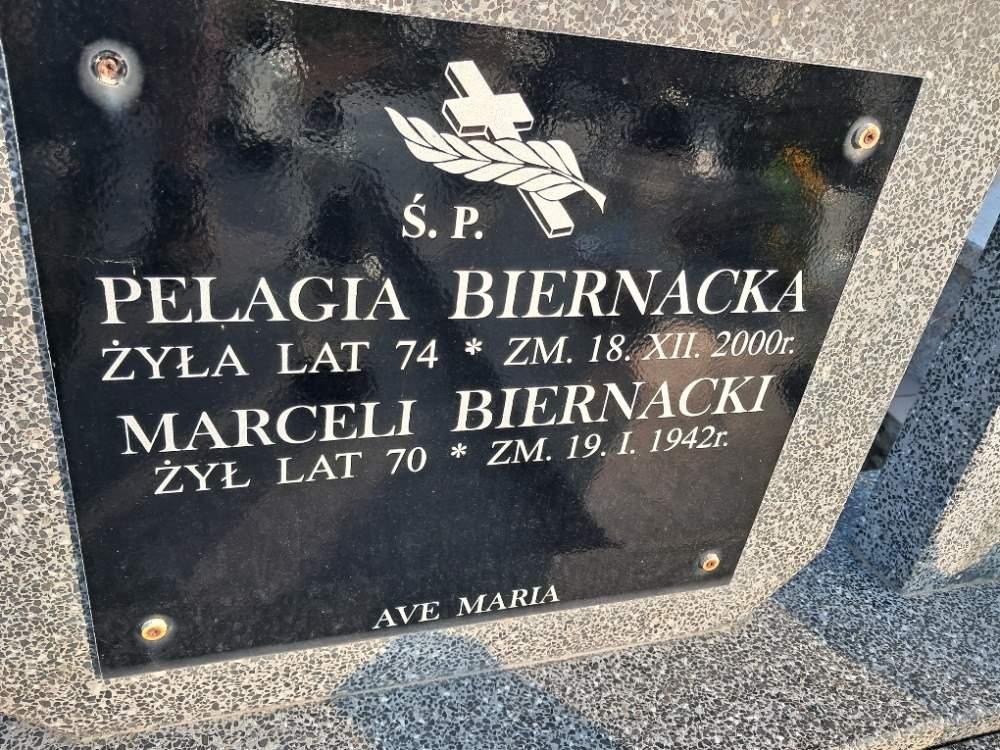 Ś. P.
PELAGIA BIERNACKA
ŻYŁA LAT 74 * ZM. 18. XII. 2000r.
MARCELI BIERNACKI
ŻYŁ LAT 70 * ZM. 19. I. 1942r.
AVE MARIA